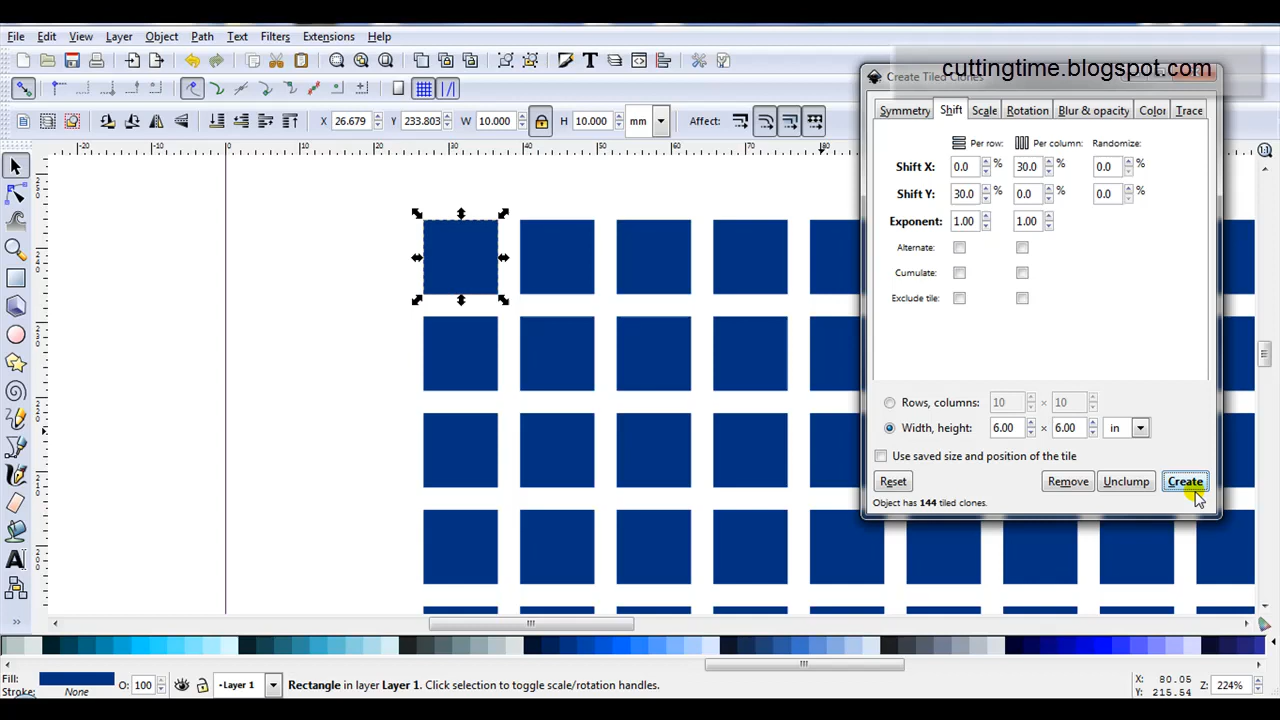 cuttingtime.blogspot.com
File Edit View Layer Object Path Text Filters Extensions Help
Create Tiled Clones
X 26.679 Y 233.803 W 10.000 H 10.000 mm Affect:
Symmetry Shift Scale Rotation Blur & opacity Color Trace
Per row: Per column: Randomize:
Shift X: 0.0 % 30.0 % 0.0 %
Shift Y: 30.0 % 0.0 % 0.0 %
Exponent: 1.00 1.00
Alternate:
Cumulate:
Exclude tile:
Rows, columns: 10 × 10
Width, height: 6.00 × 6.00 in
Use saved size and position of the tile
Reset Remove Unclump Create
Object has 144 tiled clones.
Fill:
Stroke: None
O: 100
Layer 1
Rectangle in layer Layer 1. Click selection to toggle scale/rotation handles.
X: 80.05
Y: 215.54
Z: 224%